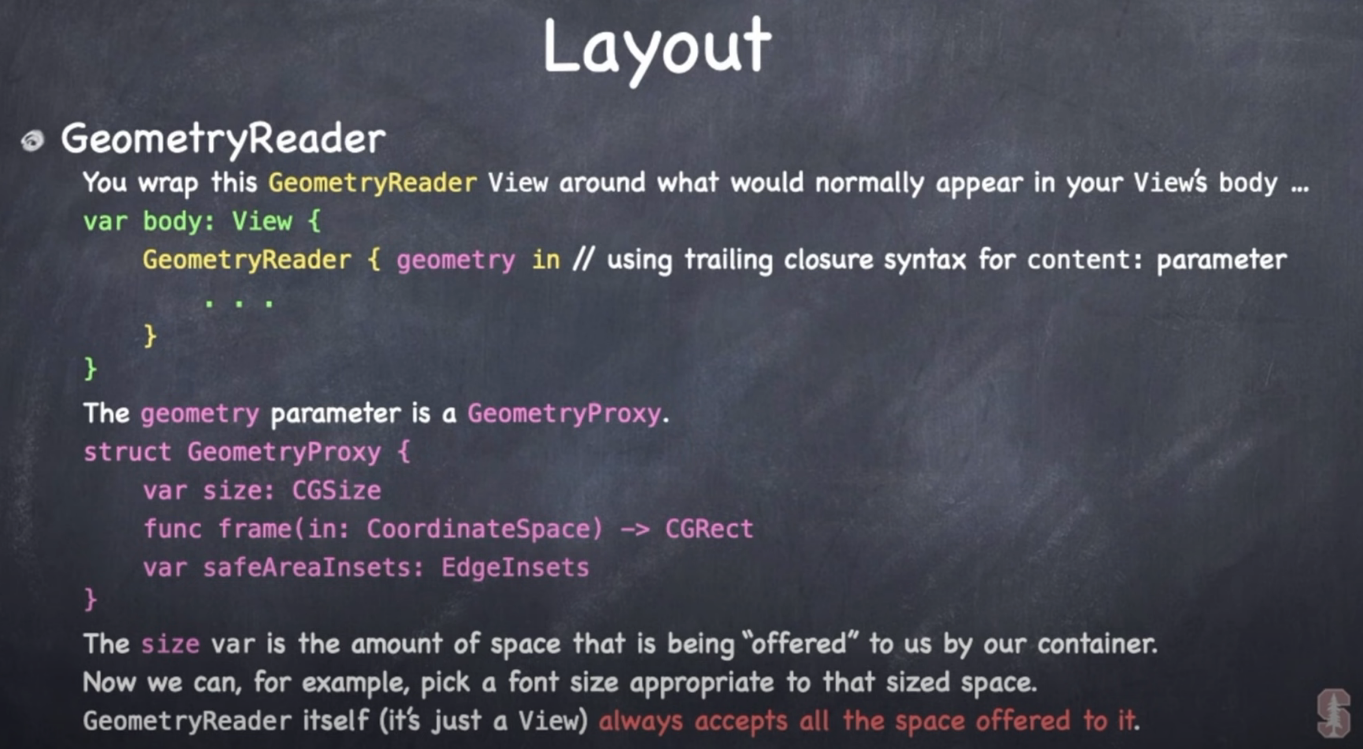 Layout
GeometryReader
You wrap this GeometryReader View around what would normally appear in your View's body ...
var body: View {
GeometryReader { geometry in // using trailing closure syntax for content: parameter
. . .
}
}
The geometry parameter is a GeometryProxy.
struct GeometryProxy {
var size: CGSize
func frame(in: CoordinateSpace) -> CGRect
var safeAreaInsets: EdgeInsets
}
The size var is the amount of space that is being “offered” to us by our container.
Now we can, for example, pick a font size appropriate to that sized space.
GeometryReader itself (it's just a View) always accepts all the space offered to it.